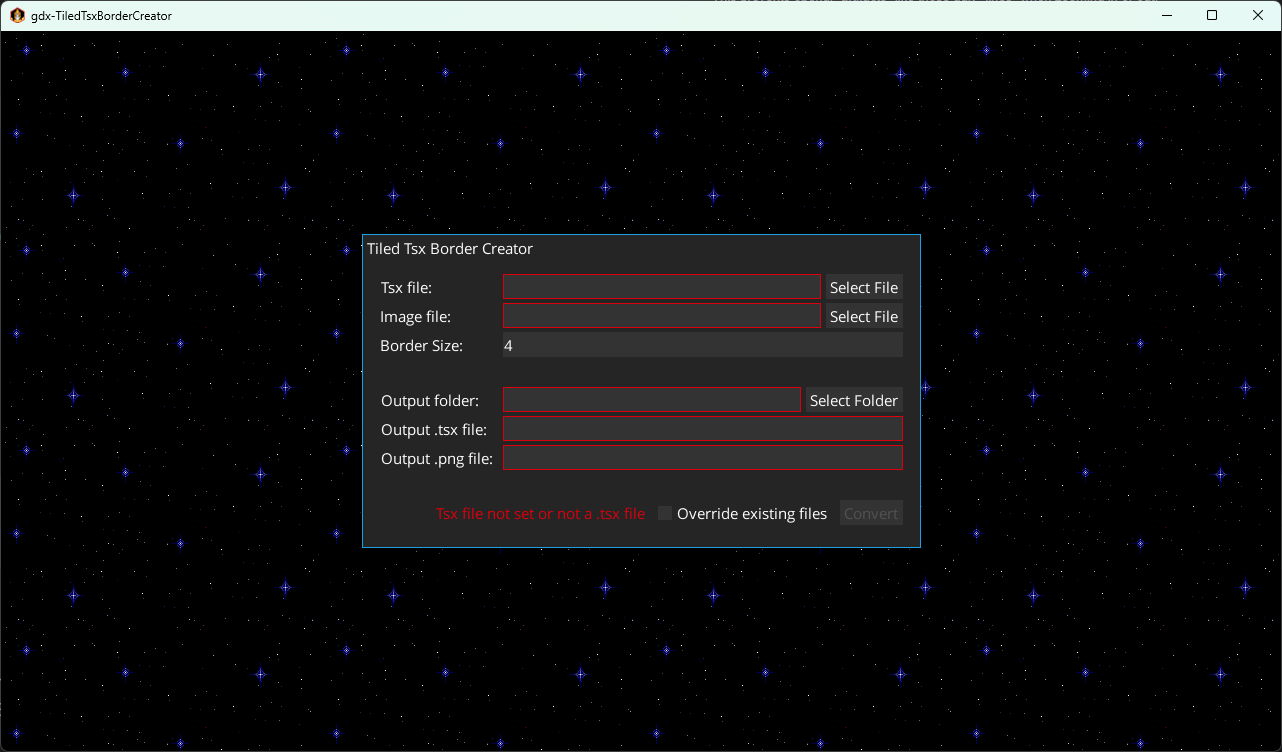 gdx-TiledTsxBorderCreator
Tiled Tsx Border Creator
Tsx file: Select File
Image file: Select File
Border Size: 4
Output folder: Select Folder
Output .tsx file:
Output .png file:
Tsx file not set or not a .tsx file Override existing files Convert